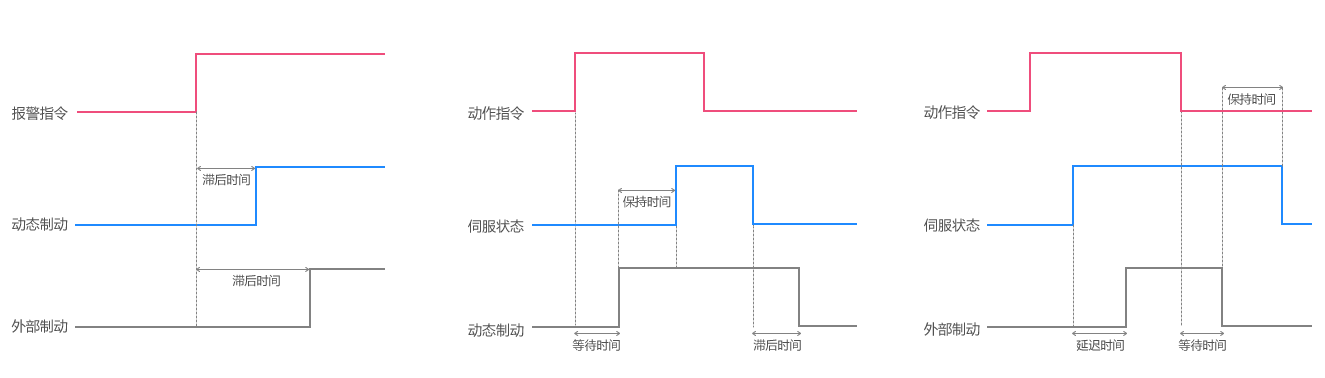 报警指令
滞后时间
动态制动
滞后时间
外部制动
动作指令
保持时间
伺服状态
动态制动
等待时间
滞后时间
动作指令
保持时间
伺服状态
外部制动
延迟时间
等待时间